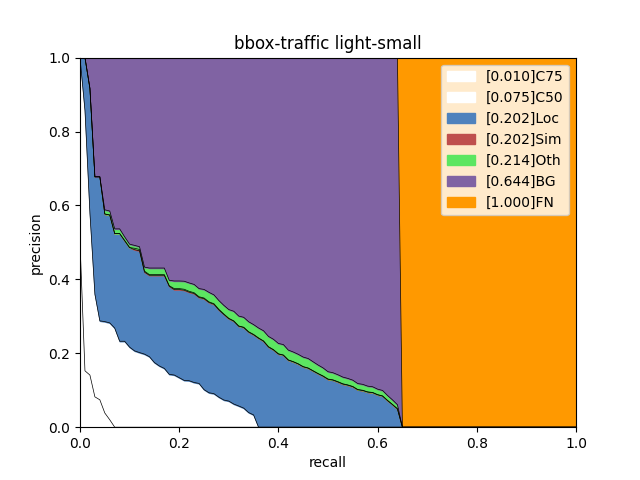 bbox-traffic light-small
1.0
0.8
0.6
0.4
0.2
0.0
precision
[0.010]C75
[0.075]C50
[0.202]Loc
[0.202]Sim
[0.214]Oth
[0.644]BG
[1.000]FN
0.0 0.2 0.4 0.6 0.8 1.0
recall